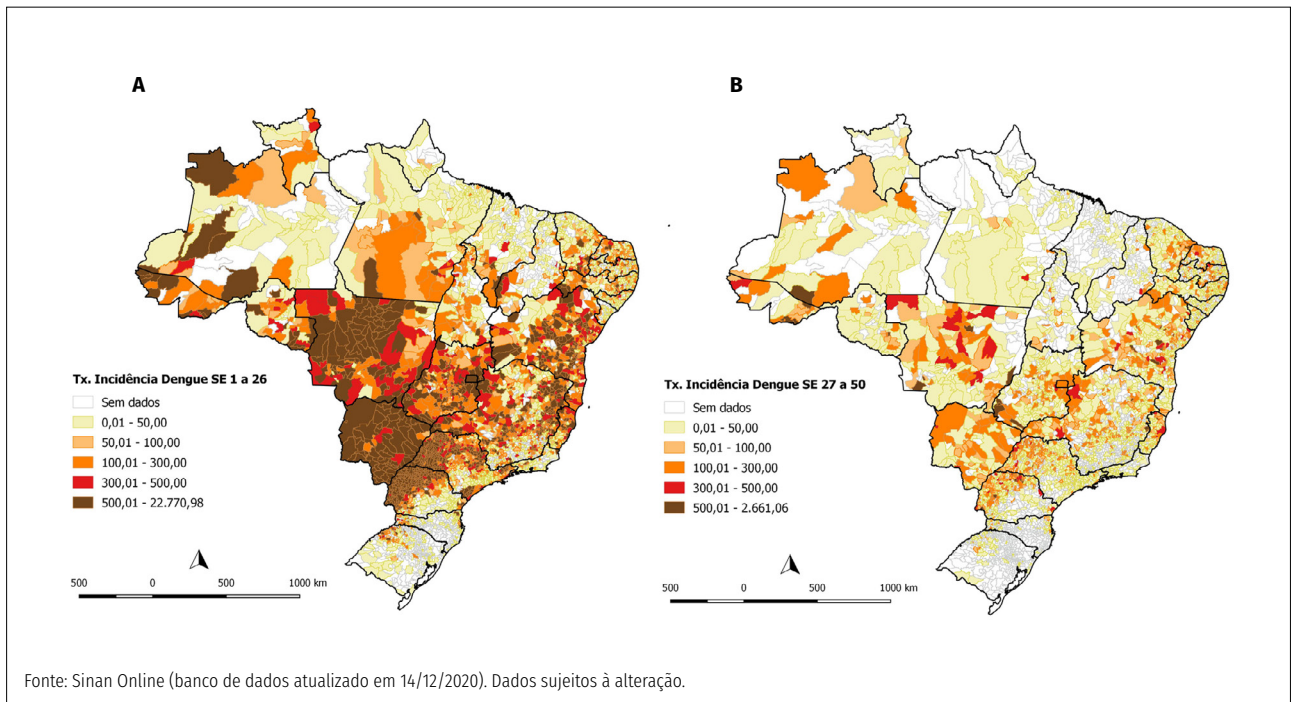 A
Tx. Incidência Dengue SE 1 a 26
Sem dados
0,01 - 50,00
50,01 - 100,00
100,01 - 300,00
300,01 - 500,00
500,01 - 22.770,98
500 0 500 1000 km
B
Tx. Incidência Dengue SE 27 a 50
Sem dados
0,01 - 50,00
50,01 - 100,00
100,01 - 300,00
300,01 - 500,00
500,01 - 2.661,06
500 0 500 1000 km
Fonte: Sinan Online (banco de dados atualizado em 14/12/2020). Dados sujeitos à alteração.